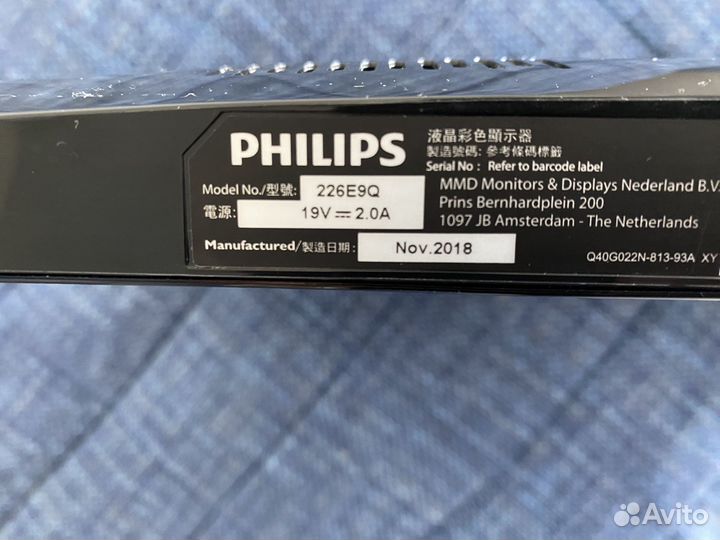 PHILIPS
液晶彩色顯示器
製造號碼: 參考條碼標籤
Serial No : Refer to barcode label
Model No./型號: 226E9Q
電源: 19V⎓2.0A
MMD Monitors & Displays Nederland B.V.
Prins Bernhardplein 200
1097 JB Amsterdam - The Netherlands
Manufactured/製造日期: Nov.2018
Q40G022N-813-93A XY
Avito